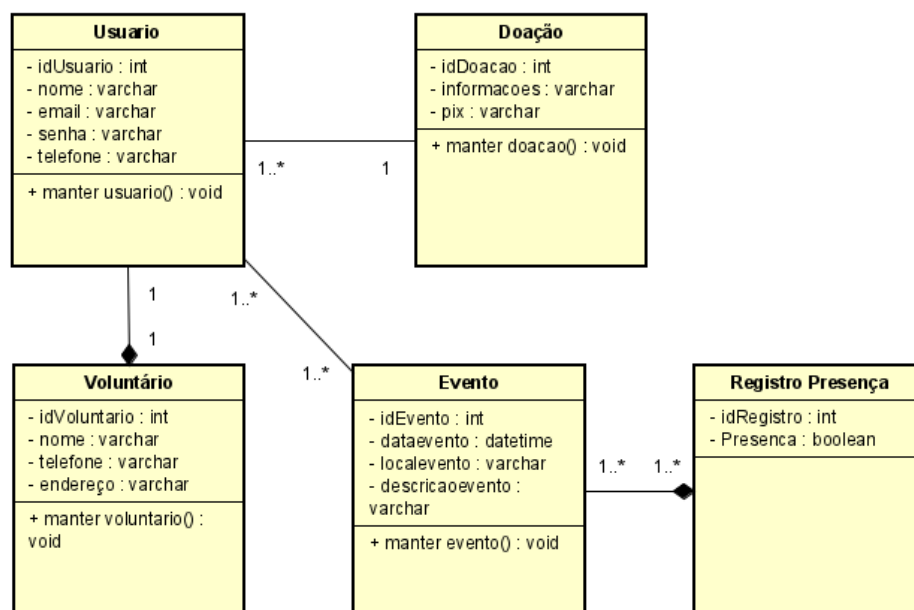 Usuario
- idUsuario : int
- nome : varchar
- email : varchar
- senha : varchar
- telefone : varchar
+ manter usuario() : void
Doação
- idDoacao : int
- informacoes : varchar
- pix : varchar
+ manter doacao() : void
1..*
1
1
1
1..*
1..*
Voluntário
- idVoluntario : int
- nome : varchar
- telefone : varchar
- endereço : varchar
+ manter voluntario() :
void
Evento
- idEvento : int
- dataevento : datetime
- localevento : varchar
- descricaoevento :
varchar
+ manter evento() : void
1..*
1..*
Registro Presença
- idRegistro : int
- Presenca : boolean